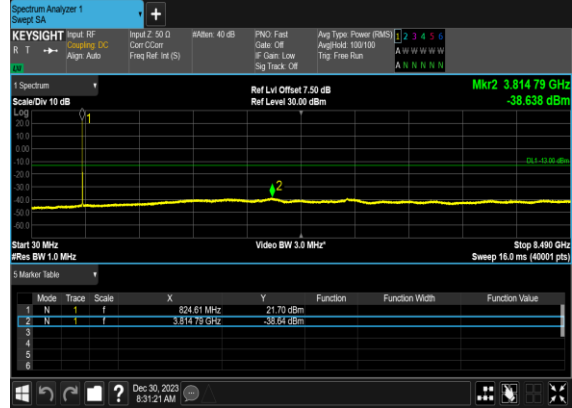 Spectrum Analyzer 1
Swept SA
+
KEYSIGHT Input: RF Input Z: 50 Ω #Atten: 40 dB PNO: Fast Avg Type: Power (RMS) 1 2 3 4 5 6
R T Coupling: DC Corr CCorr Gate: Off Avg|Hold: 100/100 A W W W W W
Align: Auto Freq Ref: Int (S) IF Gain: Low Trig: Free Run
Sig Track: Off A N N N N N
1 Spectrum Ref Lvl Offset 7.50 dB Mkr2 3.814 79 GHz
Scale/Div 10 dB Ref Level 30.00 dBm -38.638 dBm
Log
20.0
10.0
0.00
-10.0
-20.0
-30.0
-40.0
-50.0
-60.0
1
DL1 -13.00 dBm
2
Start 30 MHz Video BW 3.0 MHz* Stop 8.490 GHz
#Res BW 1.0 MHz Sweep 16.0 ms (40001 pts)
5 Marker Table
Mode Trace Scale X Y Function Function Width Function Value
1 N 1 f 824.61 MHz 21.70 dBm
2 N 1 f 3.814 79 GHz -38.64 dBm
3
4
5
6
? Dec 30, 2023
8:31:21 AM